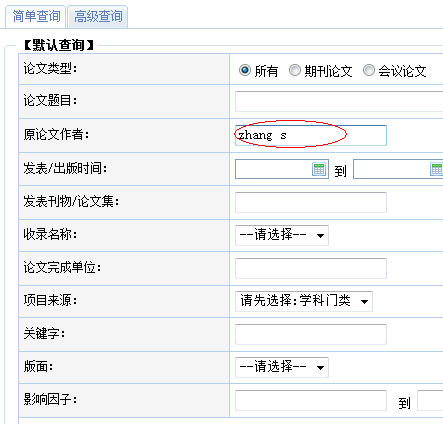 简单查询 高级查询
【默认查询】
论文类型: 所有 期刊论文 会议论文
论文题目:
原论文作者: zhang s
发表/出版时间: 到
发表刊物/论文集:
收录名称: --请选择--
论文完成单位:
项目来源: 请先选择:学科门类
关键字:
版面: --请选择--
影响因子: 到